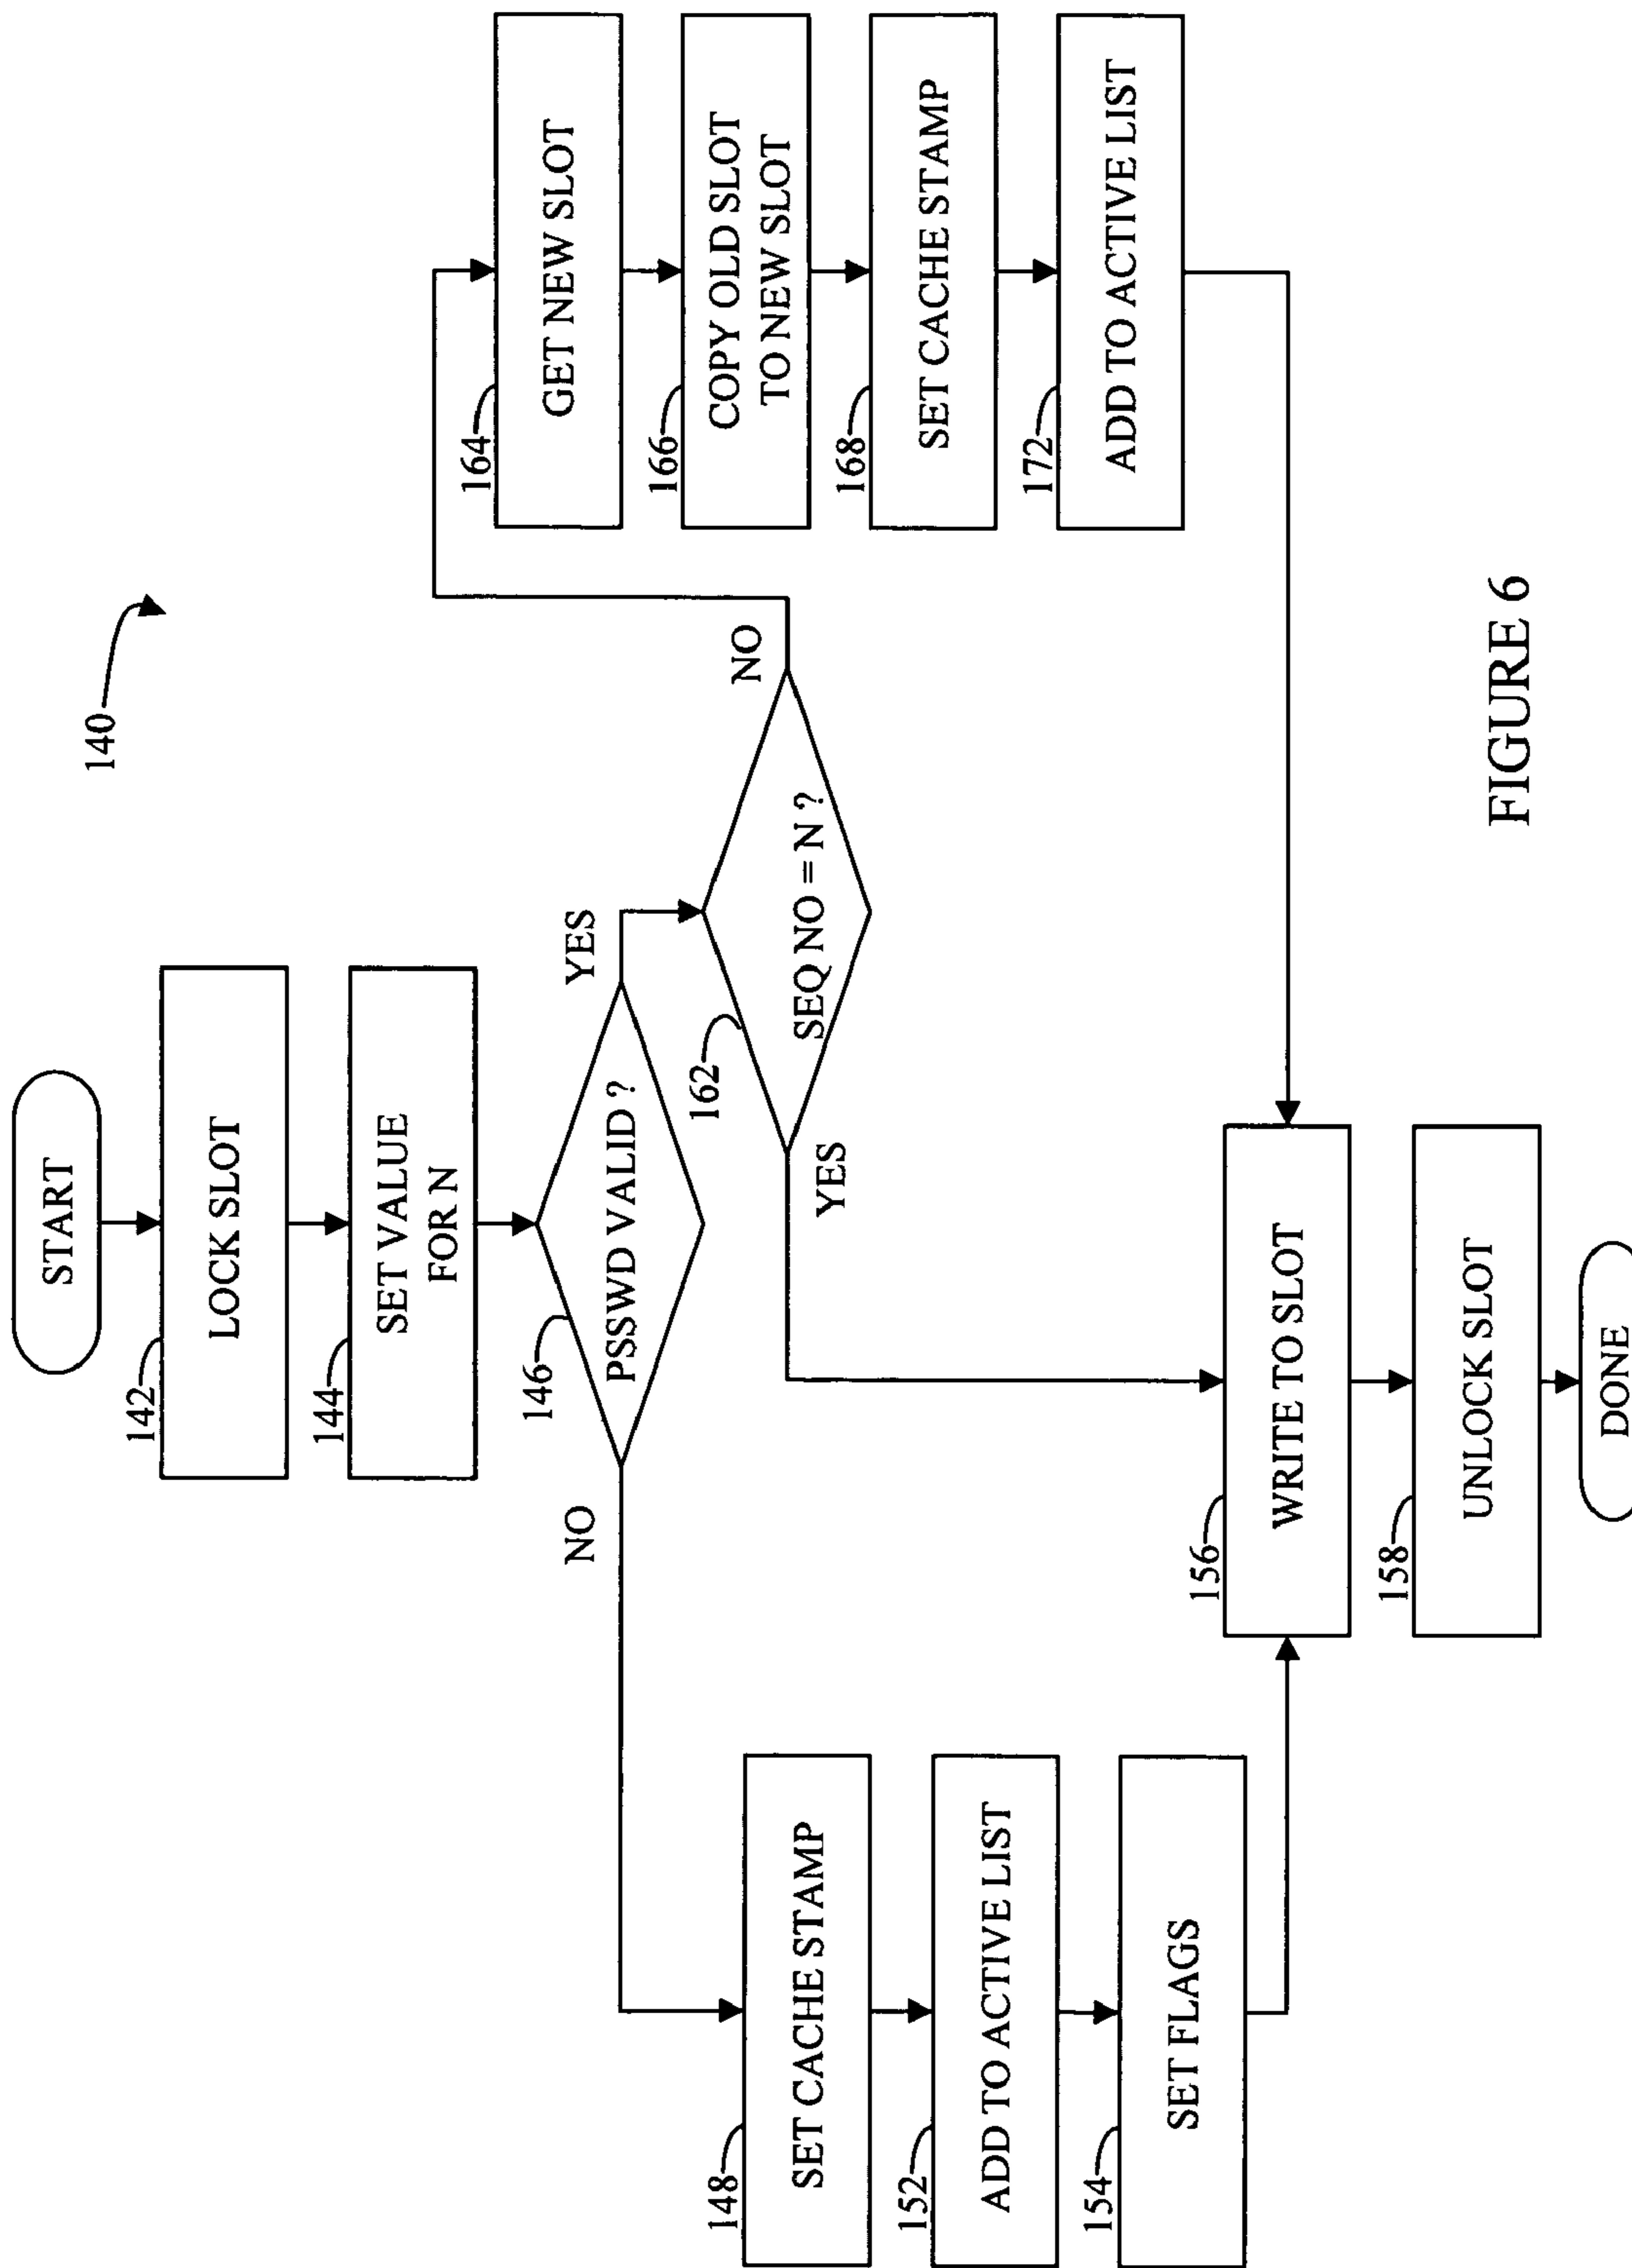 140
START
142
LOCK SLOT
144
SET VALUE
FOR N
146
PSSWD VALID ?
NO
YES
148
SET CACHE STAMP
152
ADD TO ACTIVE LIST
154
SET FLAGS
162
SEQ NO = N ?
YES
NO
164
GET NEW SLOT
166
COPY OLD SLOT
TO NEW SLOT
168
SET CACHE STAMP
172
ADD TO ACTIVE LIST
156
WRITE TO SLOT
158
UNLOCK SLOT
DONE
FIGURE 6